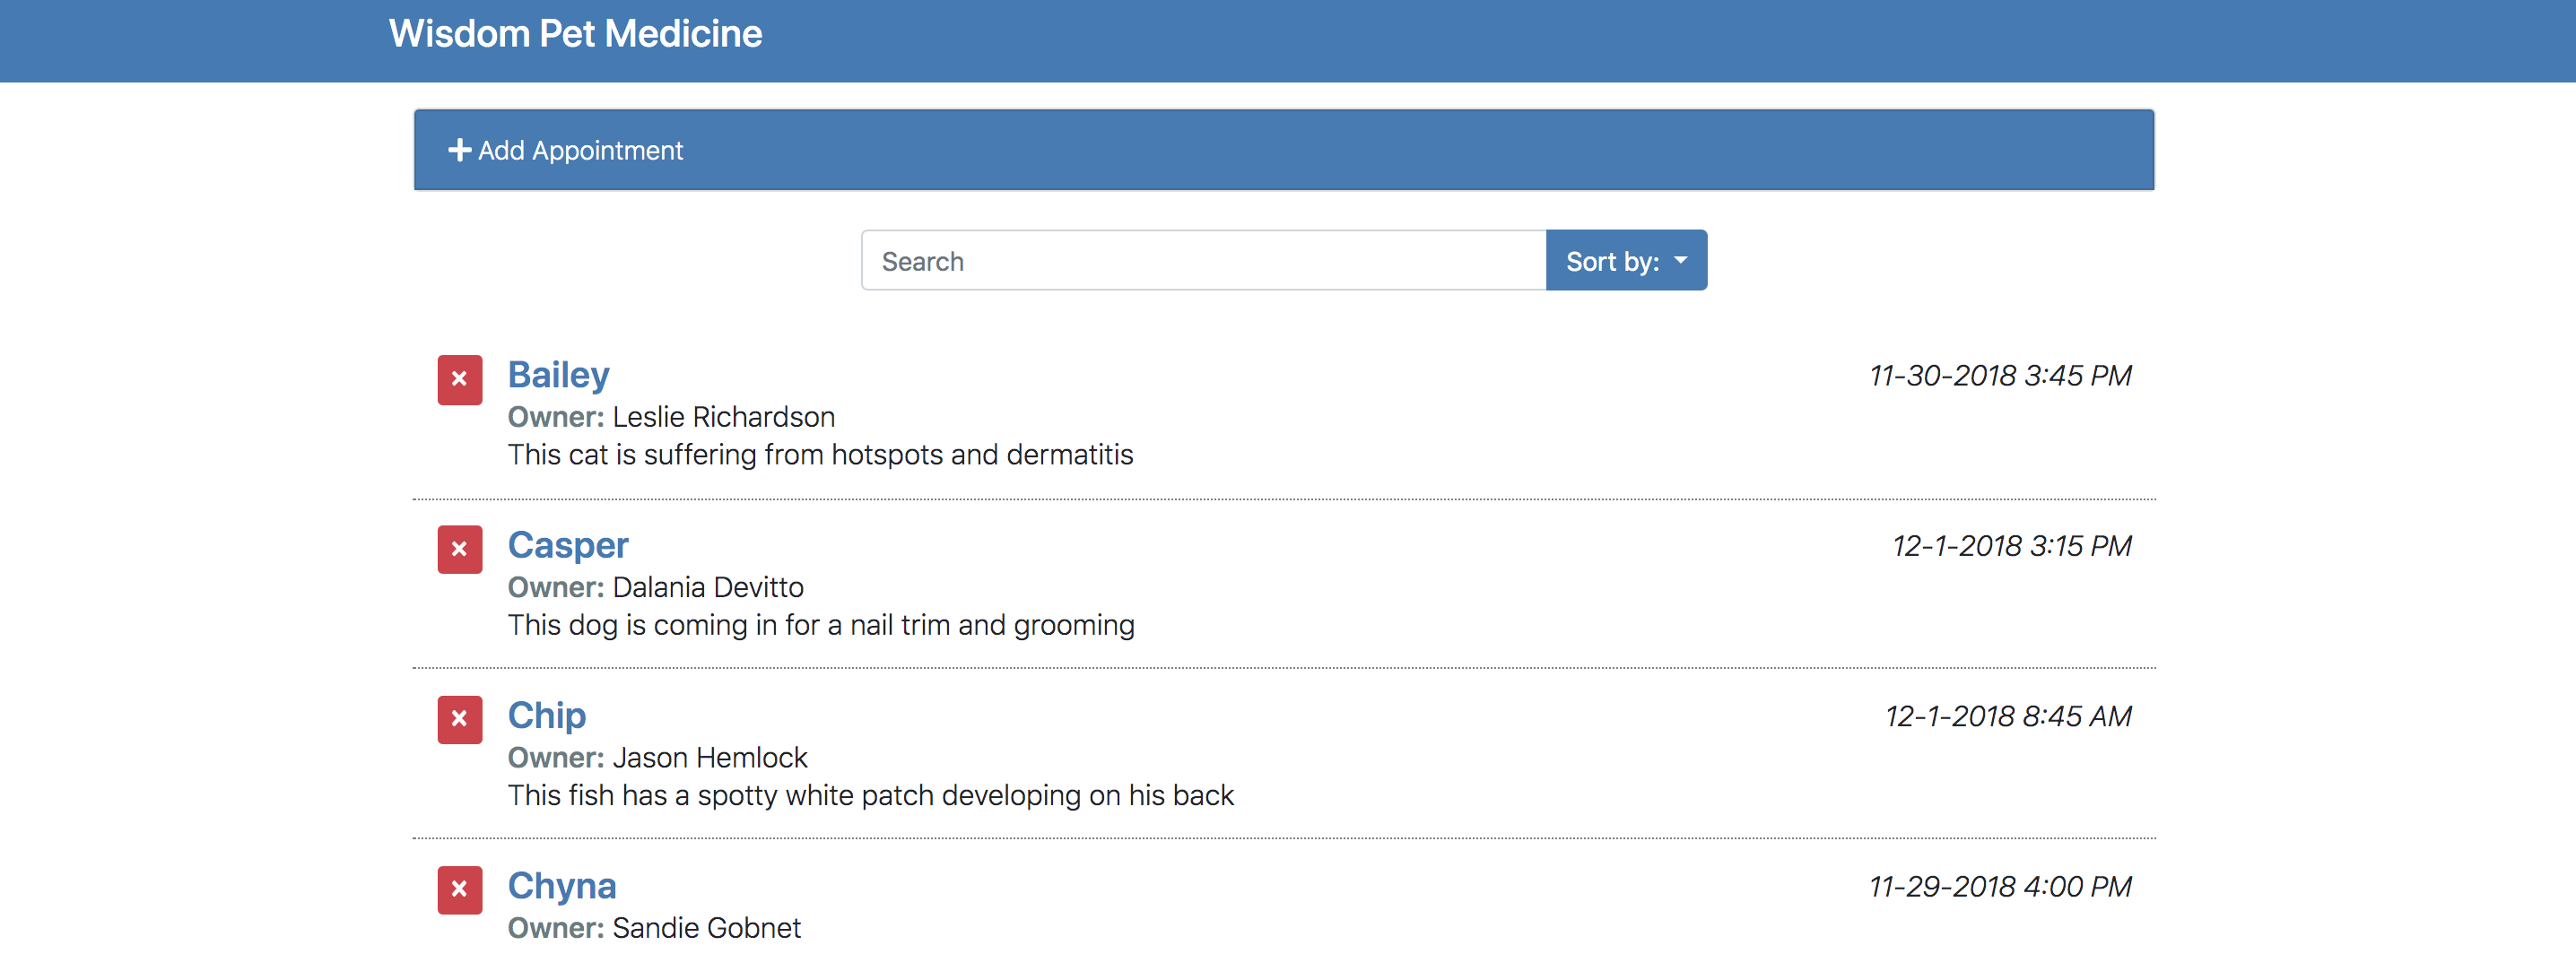 Wisdom Pet Medicine
Add Appointment
Search Sort by:
Bailey 11-30-2018 3:45 PM
Owner: Leslie Richardson
This cat is suffering from hotspots and dermatitis
Casper 12-1-2018 3:15 PM
Owner: Dalania Devitto
This dog is coming in for a nail trim and grooming
Chip 12-1-2018 8:45 AM
Owner: Jason Hemlock
This fish has a spotty white patch developing on his back
Chyna 11-29-2018 4:00 PM
Owner: Sandie Gobnet